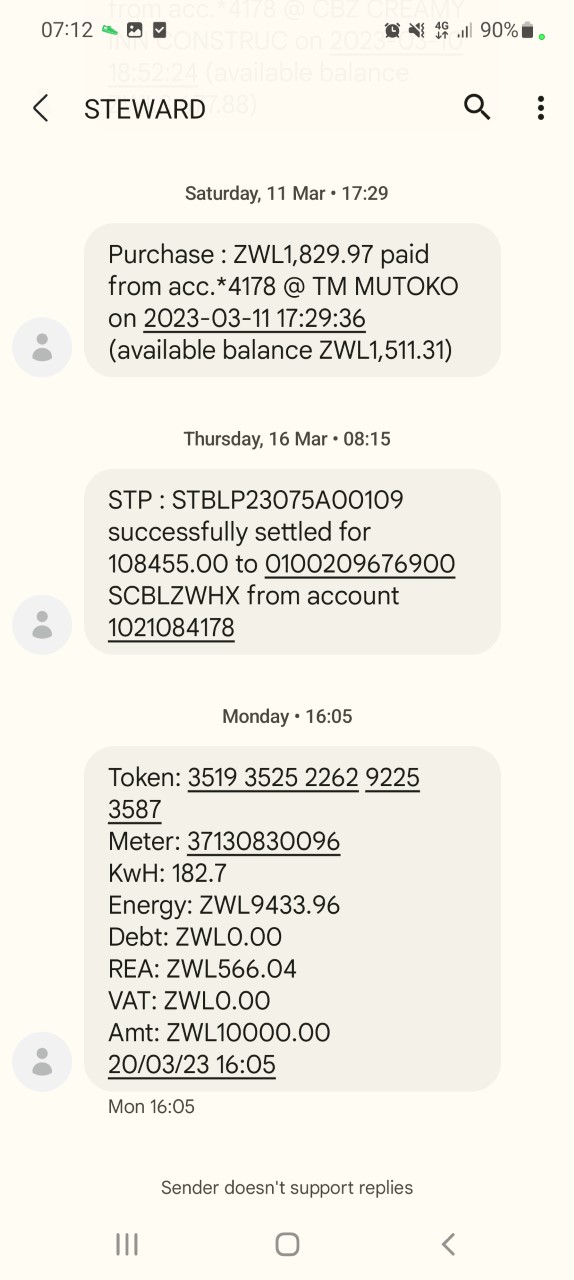 from acc.*4178 @ CBZ CREAMY
07:12 4G 90%
INN CONSTRUC on 2023-03-10
18:52:24 (available balance
STEWARD
7.88)
Saturday, 11 Mar • 17:29
Purchase : ZWL1,829.97 paid
from acc.*4178 @ TM MUTOKO
on 2023-03-11 17:29:36
(available balance ZWL1,511.31)
Thursday, 16 Mar • 08:15
STP : STBLP23075A00109
successfully settled for
108455.00 to 0100209676900
SCBLZWHX from account
1021084178
Monday • 16:05
Token: 3519 3525 2262 9225
3587
Meter: 37130830096
KwH: 182.7
Energy: ZWL9433.96
Debt: ZWL0.00
REA: ZWL566.04
VAT: ZWL0.00
Amt: ZWL10000.00
20/03/23 16:05
Mon 16:05
Sender doesn't support replies